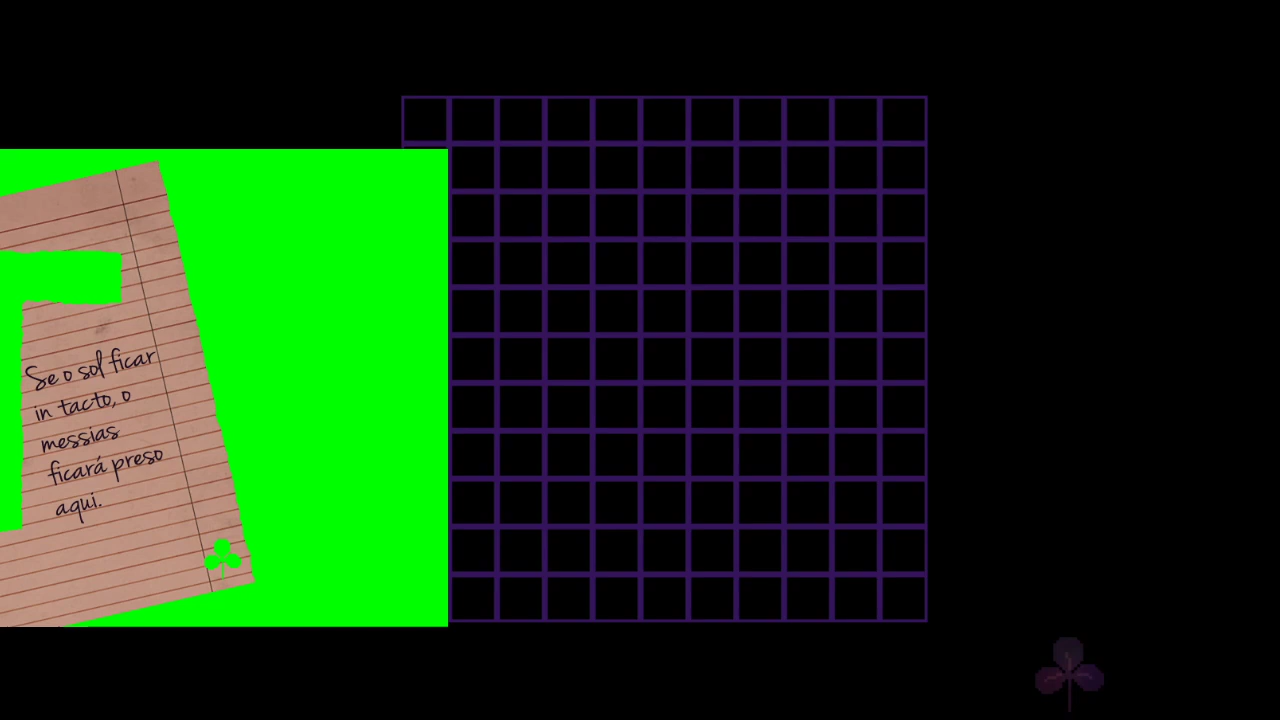 Se o sol ficar
in tacto, o
messias
ficará preso
aqui.